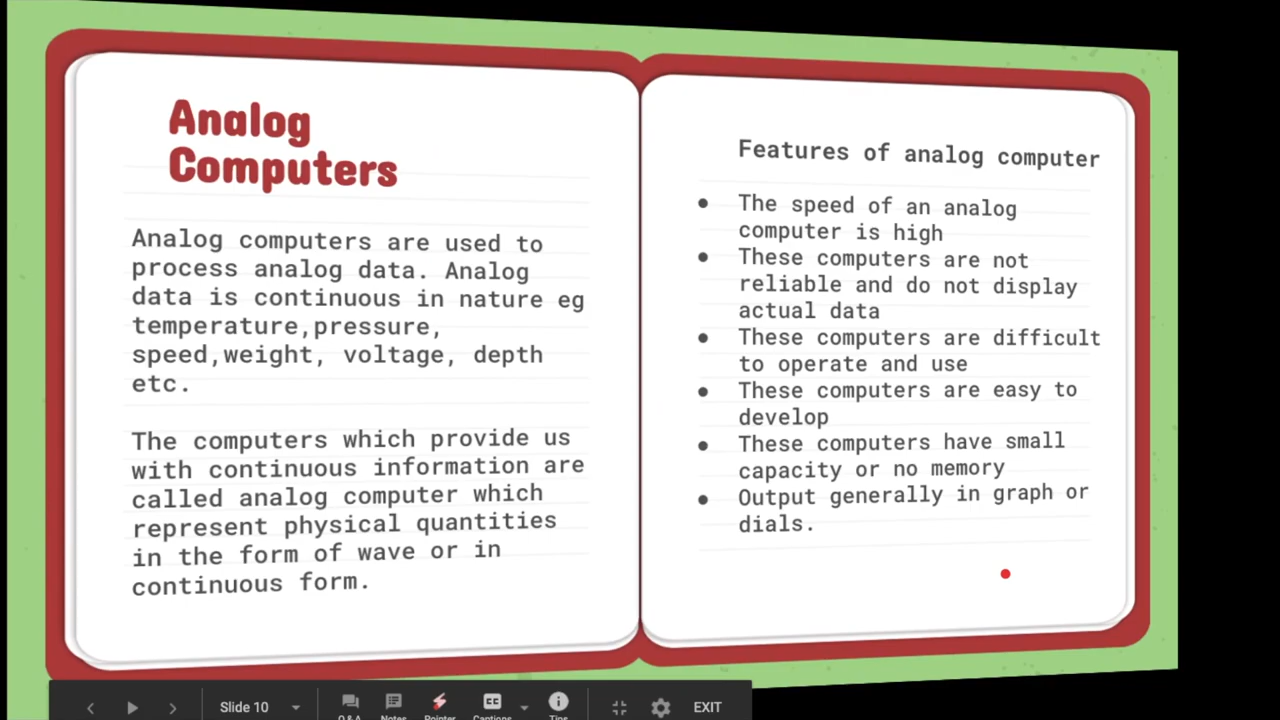 Analog
Computers
Analog computers are used to
process analog data. Analog
data is continuous in nature eg
temperature,pressure,
speed,weight, voltage, depth
etc.
The computers which provide us
with continuous information are
called analog computer which
represent physical quantities
in the form of wave or in
continuous form.
Features of analog computer
● The speed of an analog
computer is high
● These computers are not
reliable and do not display
actual data
● These computers are difficult
to operate and use
● These computers are easy to
develop
● These computers have small
capacity or no memory
● Output generally in graph or
dials.
Slide 10
Q&A Notes Pointer Captions Tips
EXIT